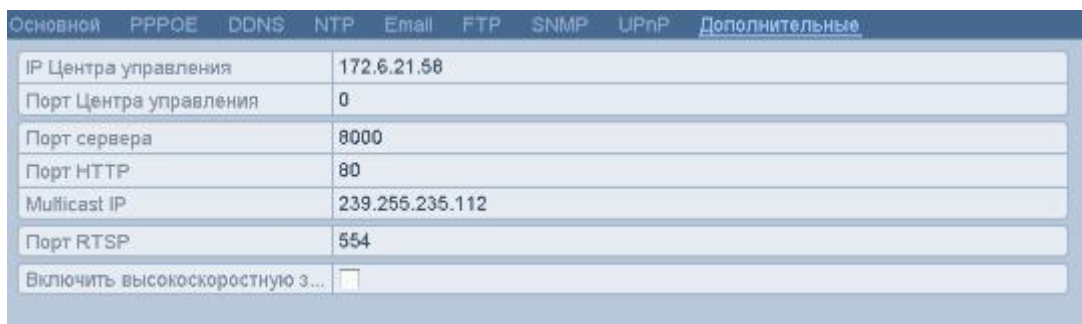 Основной PPPOE DDNS NTP Email FTP SNMP UPnP Дополнительные
IP Центра управления 172.6.21.58
Порт Центра управления 0
Порт сервера 8000
Порт HTTP 80
Multicast IP 239.255.235.112
Порт RTSP 554
Включить высокоскоростную з...